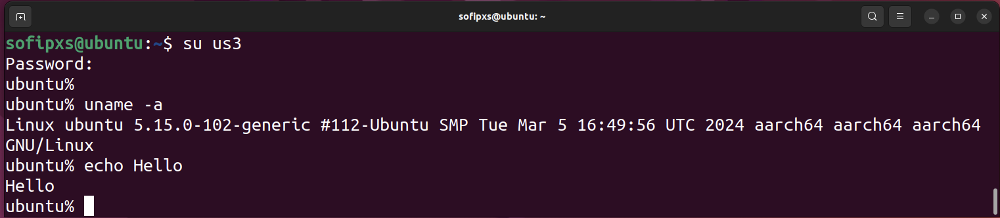 sofipxs@ubuntu: ~
sofipxs@ubuntu:~$ su us3
Password:
ubuntu%
ubuntu% uname -a
Linux ubuntu 5.15.0-102-generic #112-Ubuntu SMP Tue Mar 5 16:49:56 UTC 2024 aarch64 aarch64 aarch64
GNU/Linux
ubuntu% echo Hello
Hello
ubuntu%